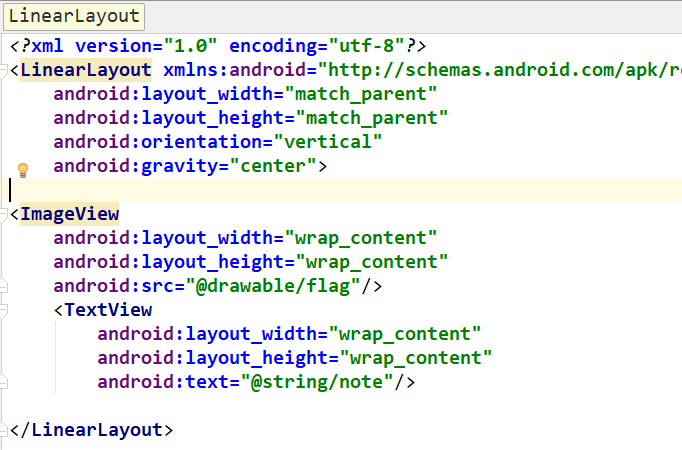 LinearLayout
<?xml version="1.0" encoding="utf-8"?>
<LinearLayout xmlns:android="http://schemas.android.com/apk/r
    android:layout_width="match_parent"
    android:layout_height="match_parent"
    android:orientation="vertical"
    android:gravity="center">
<ImageView
    android:layout_width="wrap_content"
    android:layout_height="wrap_content"
    android:src="@drawable/flag"/>
    <TextView
        android:layout_width="wrap_content"
        android:layout_height="wrap_content"
        android:text="@string/note"/>
</LinearLayout>